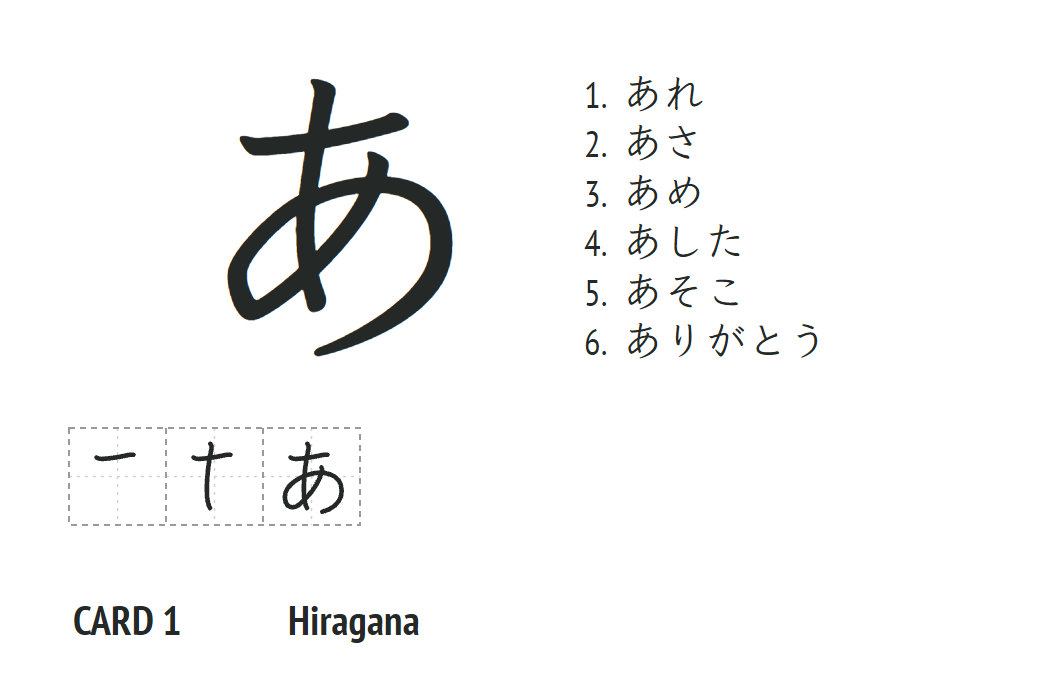 あ
1. あれ
2. あさ
3. あめ
4. あした
5. あそこ
6. ありがとう
一 † あ
CARD 1 Hiragana